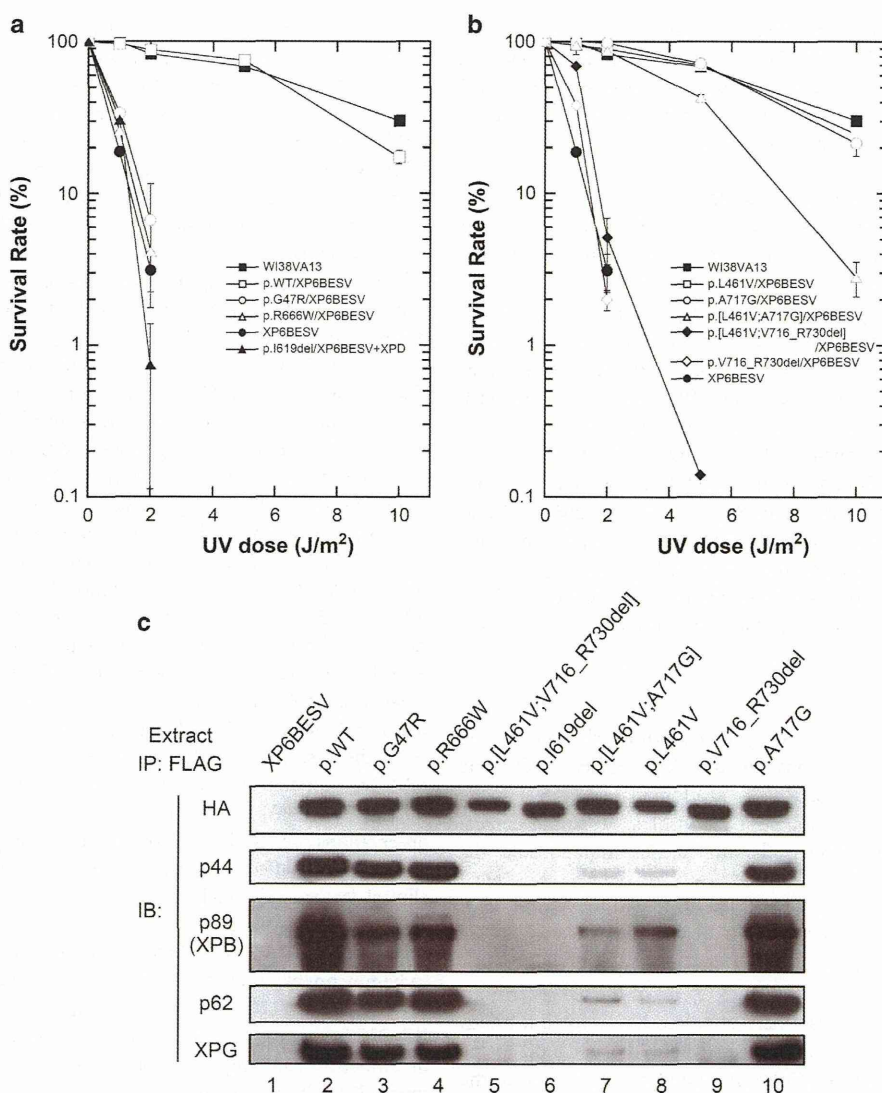 a
100
10
1
0.1
Survival Rate (%)
WI38VA13
p.WT/XP6BESV
p.G47R/XP6BESV
p.R666W/XP6BESV
XP6BESV
p.I619del/XP6BESV+XPD
0 2 4 6 8 10
UV dose (J/m²)
b
100
10
1
0.1
Survival Rate (%)
WI38VA13
p.L461V/XP6BESV
p.A717G/XP6BESV
p.[L461V;A717G]/XP6BESV
p.[L461V;V716_R730del]
/XP6BESV
p.V716_R730del/XP6BESV
XP6BESV
0 2 4 6 8 10
UV dose (J/m²)
c
Extract
IP: FLAG
XP6BESV
p.WT
p.G47R
p.R666W
p.[L461V;V716_R730del]
p.I619del
p.[L461V;A717G]
p.L461V
p.V716_R730del
p.A717G
IB:
HA
p44
p89
(XPB)
p62
XPG
1 2 3 4 5 6 7 8 9 10